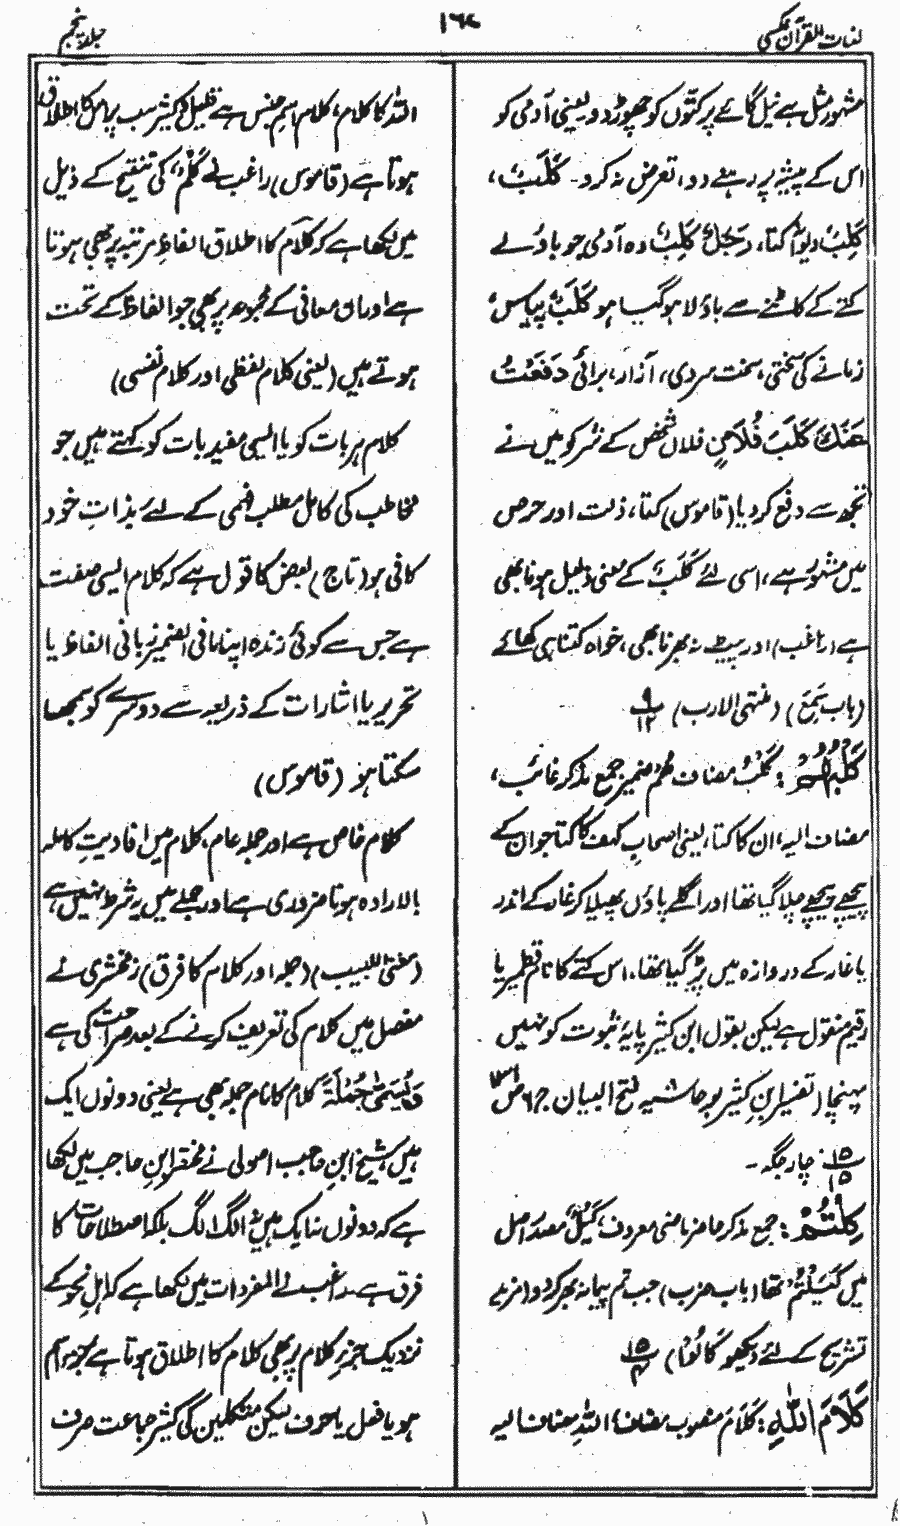 لغات القرآن عکسی
۱۶۷
جلد پنجم
مشہور مثل ہے نیل گائے پر کتوں کو چھوڑ دو یعنی آدمی کو
اس کے پیشہ پر رہنے دو، تعرض نہ کرو۔ کَلَبٌ،
کَلِبٌ دیوانہ کتا، رَجُلٌ کَلِبٌ وہ آدمی جو باؤلے
کتے کے کاٹنے سے باؤلا ہو گیا ہو کَلَبٌ پیاس،
زمانے کی سختی، سخت سردی، آزار، برائی دَفَعْتُ
عَنْکَ کَلَبَ فُلَانٍ فلاں شخص کے شر کو میں نے
تجھ سے دفع کر دیا (قاموس) کتا، ذلت اور حرص
میں مشہور ہے، اسی لئے کَلَبَ کے معنی ذلیل ہونا بھی
ہے (راغب) اور پیٹ نہ بھرنا بھی، خواہ کتنا ہی کھائے
(باب سَمِعَ) (منتہی الارب) ۹/۱۲
کَلْبُهُمْ: کَلْبُ مضاف هُمْ ضمیر جمع مذکر غائب،
مضاف الیہ، ان کا کتا، یعنی اصحابِ کہف کا کتا جو ان کے
پیچھے پیچھے چلا گیا تھا اور اگلے پاؤں پھیلا کر غار کے اندر
یا غار کے دروازہ میں پڑ گیا تھا، اس کتے کا نام قطمیر یا
رقیم منقول ہے لیکن بقول ابن کثیر پایۂ ثبوت کو نہیں
پہنچا (تفسیر ابن کثیر بر حاشیہ فتح البیان ج ۶ ص
۱۵/۱۵ چار جگہ۔
کِلْتُمْ: جمع مذکر حاضر ماضی معروف، کَیْلٌ مصدر اصل
میں کَیَلْتُمْ تھا (باب ضرب) جب تم پیمانہ بھر کر دو (مزید
تشریح کے لئے دیکھو کَالُوْا) ۱۵/۴
کَلَامَ اللّٰهِ: کَلَامَ منصوب مضاف، اللّٰہِ مضاف الیہ
اللہ کا کلام، کلام اسم جنس ہے قلیل و کثیر سب پر اس کا اطلاق
ہوتا ہے (قاموس) راغب نے کَلْمٌ، کی تنقیح کے ذیل
میں لکھا ہے کہ کلام کا اطلاق الفاظِ مرتبہ پر بھی ہوتا
ہے اور ان معانی کے مجموعہ پر بھی جو الفاظ کے تحت
ہوتے ہیں (یعنی کلام لفظی اور کلام نفسی)
کلام ہر بات کو یا ایسی مفید بات کو کہتے ہیں جو
مخاطب کی کامل مطلب فہمی کے لئے بذاتِ خود
کافی ہو (تاج) بعض کا قول ہے کہ کلام ایسی صفت
ہے جس سے کوئی زندہ اپنا مافی الضمیر زبانی الفاظ یا
تحریر یا اشارات کے ذریعہ سے دوسرے کو سمجھا
سکتا ہو (قاموس)
کلام خاص ہے اور جملہ عام، کلام میں افادیتِ کاملہ
بالارادہ ہونا ضروری ہے اور جملے میں یہ شرط نہیں ہے
(مغنی اللبیب) (جملہ اور کلام کا فرق) زمخشری نے
مفصل میں کلام کی تعریف کرنے کے بعد صراحت کی ہے
وَیُسَمّٰی جُمْلَةً کلام کا نام جملہ بھی ہے یعنی دونوں ایک
ہیں شیخ ابن حاجب اصولی نے مختصر ابن حاجب میں لکھا
ہے کہ دونوں نہ ایک ہیں نہ الگ الگ بلکہ اصطلاحات کا
فرق ہے۔ راغب نے المفردات میں لکھا ہے کہ اہلِ نحو کے
نزدیک جزءِ کلام پر بھی کلام کا اطلاق ہوتا ہے جزء اسم
ہو یا فعل یا حرف لیکن متکلمین کی کثیر جماعت صرف